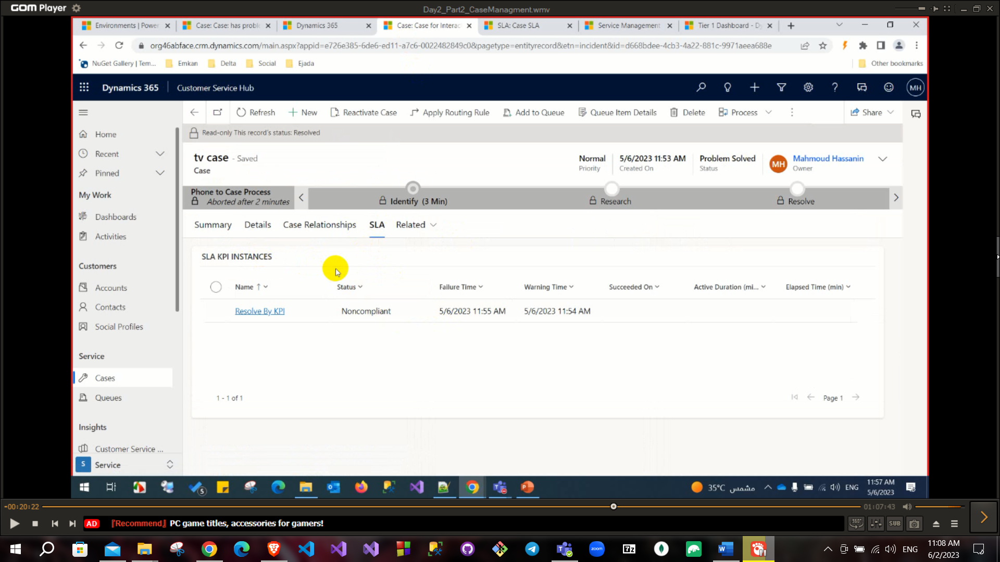 GOM Player
Day2_Part2_CaseManagment.wmv
Environments | Power
Case: Case: has proble
Dynamics 365
Case: Case for Interac
SLA: Case SLA
Service Management
Tier 1 Dashboard - Dy
org46abface.crm.dynamics.com/main.aspx?appid=e726e385-6de6-ed11-a7c6-0022482849c0&pagetype=entityrecord&etn=incident&id=d668bdee-4cb3-4a22-881c-9971aeea688e
NuGet Gallery | Tem...
Emkan
Delta
Social
Ejada
Other bookmarks
Dynamics 365
Customer Service Hub
MH
Refresh
New
Reactivate Case
Apply Routing Rule
Add to Queue
Queue Item Details
Delete
Process
Share
Read-only This record's status: Resolved
Home
Recent
Pinned
My Work
Dashboards
Activities
Customers
Accounts
Contacts
Social Profiles
Service
Cases
Queues
Insights
Customer Service ...
S Service
tv case - Saved
Case
Normal
Priority
5/6/2023 11:53 AM
Created On
Problem Solved
Status
MH
Mahmoud Hassanin
Owner
Phone to Case Process
Aborted after 2 minutes
Identify (3 Min)
Research
Resolve
Summary
Details
Case Relationships
SLA
Related
SLA KPI INSTANCES
Name
Status
Failure Time
Warning Time
Succeeded On
Active Duration (mi...
Elapsed Time (min)
Resolve By KPI
Noncompliant
5/6/2023 11:55 AM
5/6/2023 11:54 AM
1 - 1 of 1
Page 1
5
35°C مشمس
ENG
11:57 AM
5/6/2023
-00:20:22
01:07:43
AD
『Recommend』 PC game titles, accessories for gamers!
360°
SUB
zoom
7z
ENG
11:08 AM
6/2/2023